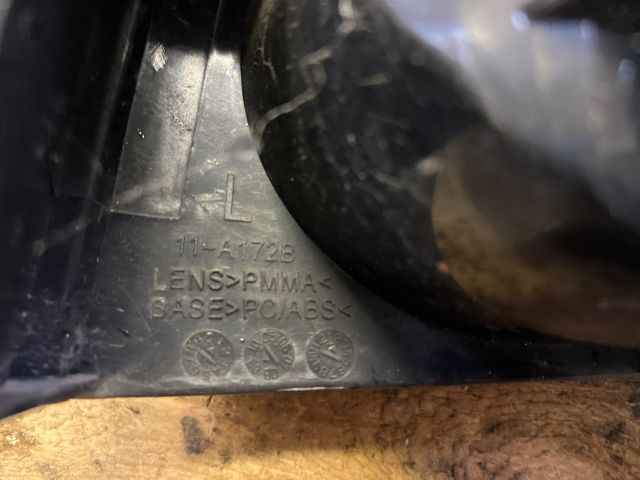 L
11-A172B
LENS>PMMA<
BASE>PC/ABS<